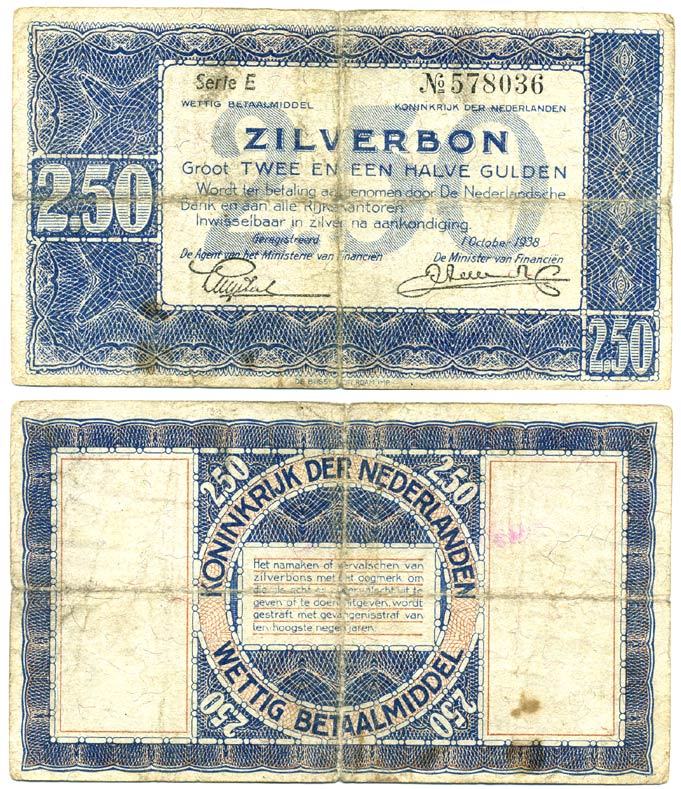 Serie E
№ 578036
WETTIG BETAALMIDDEL
KONINKRIJK DER NEDERLANDEN
ZILVERBON
Groot TWEE EN EEN HALVE GULDEN
Wordt ter betaling aangenomen door De Nederlandsche
Bank en aan alle Rijkskantoren.
Inwisselbaar in zilver na aankondiging.
Geregistreerd
1 October 1938
De Agent van het Ministerie van Financiën
De Minister van Financiën
2.50
250
2.50
2.50
2.50
KONINKRIJK DER NEDERLANDEN
Het namaken of vervalschen van
zilverbons met het oogmerk om
die als echt en onvervalscht uit te
geven of te doen uitgeven, wordt
gestraft met gevangenisstraf van
ten hoogste negen jaren.
WETTIG BETAALMIDDEL
2.50
2.50